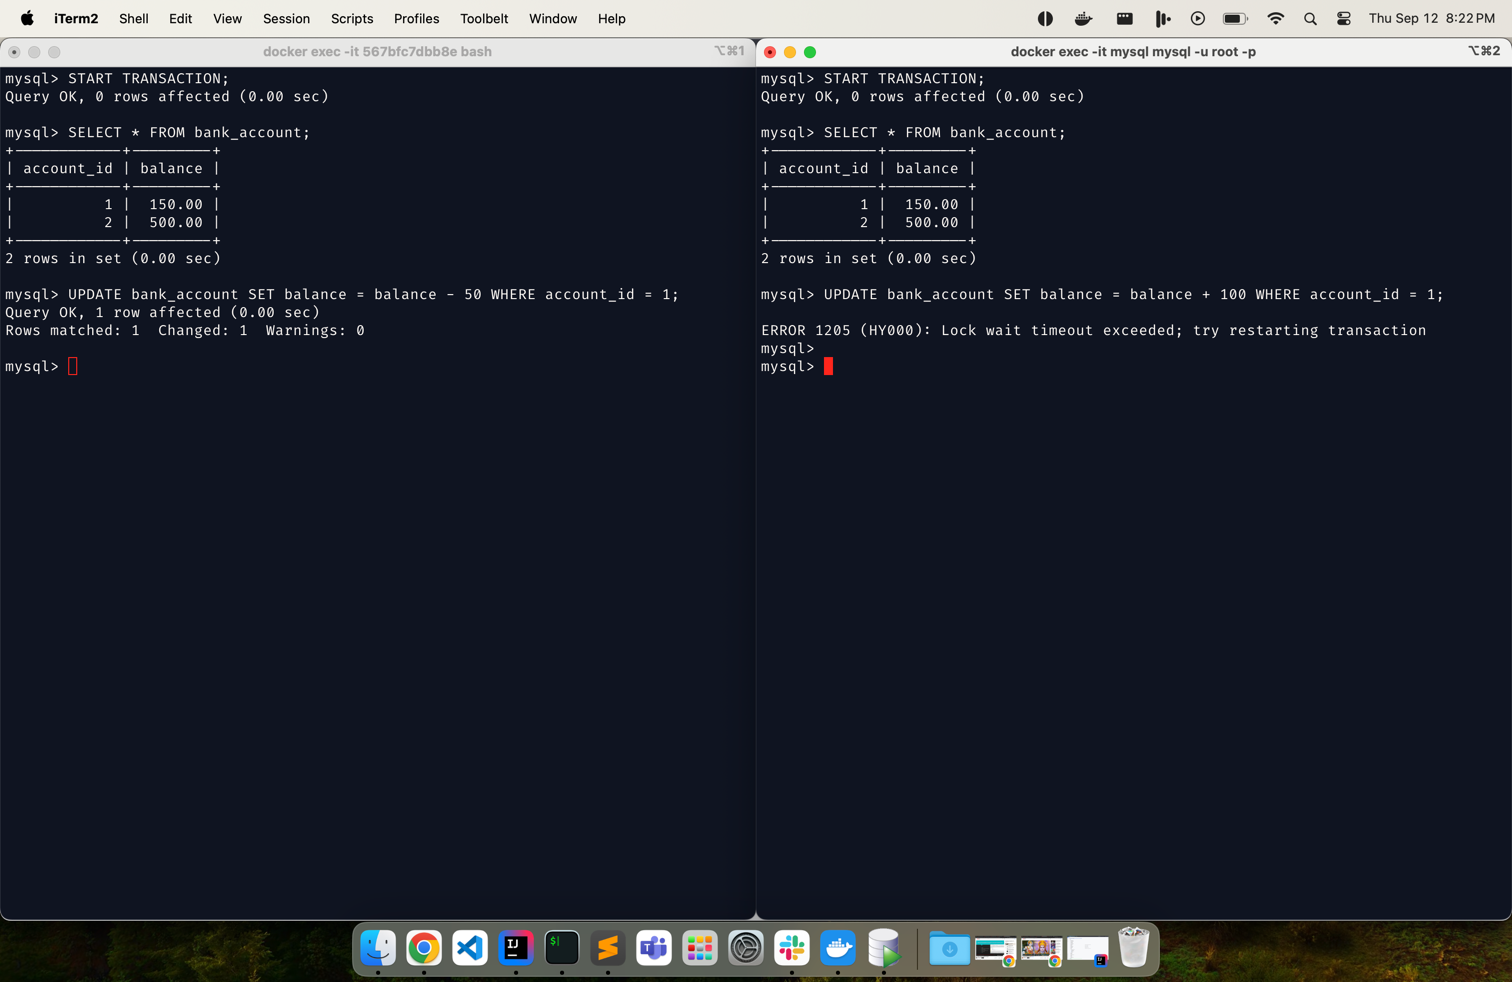 iTerm2 Shell Edit View Session Scripts Profiles Toolbelt Window Help Thu Sep 12 8:22 PM
docker exec -it 567bfc7dbb8e bash ⌥⌘1
mysql> START TRANSACTION;
Query OK, 0 rows affected (0.00 sec)
mysql> SELECT * FROM bank_account;
+------------+---------+
| account_id | balance |
+------------+---------+
|          1 |  150.00 |
|          2 |  500.00 |
+------------+---------+
2 rows in set (0.00 sec)
mysql> UPDATE bank_account SET balance = balance - 50 WHERE account_id = 1;
Query OK, 1 row affected (0.00 sec)
Rows matched: 1  Changed: 1  Warnings: 0
mysql>
docker exec -it mysql mysql -u root -p ⌥⌘2
mysql> START TRANSACTION;
Query OK, 0 rows affected (0.00 sec)
mysql> SELECT * FROM bank_account;
+------------+---------+
| account_id | balance |
+------------+---------+
|          1 |  150.00 |
|          2 |  500.00 |
+------------+---------+
2 rows in set (0.00 sec)
mysql> UPDATE bank_account SET balance = balance + 100 WHERE account_id = 1;
ERROR 1205 (HY000): Lock wait timeout exceeded; try restarting transaction
mysql>
mysql>
IJ
$|
T